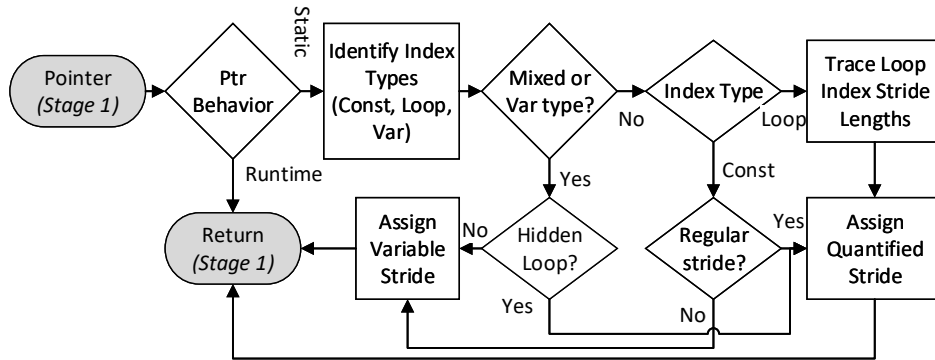 Pointer
(Stage 1)
Ptr
Behavior
Static
Identify Index
Types
(Const, Loop,
Var)
Mixed or
Var type?
No
Index Type
Loop
Trace Loop
Index Stride
Lengths
Runtime
Yes
Const
Return
(Stage 1)
Assign
Variable
Stride
No
Hidden
Loop?
Yes
Regular
stride?
Yes
No
Assign
Quantified
Stride